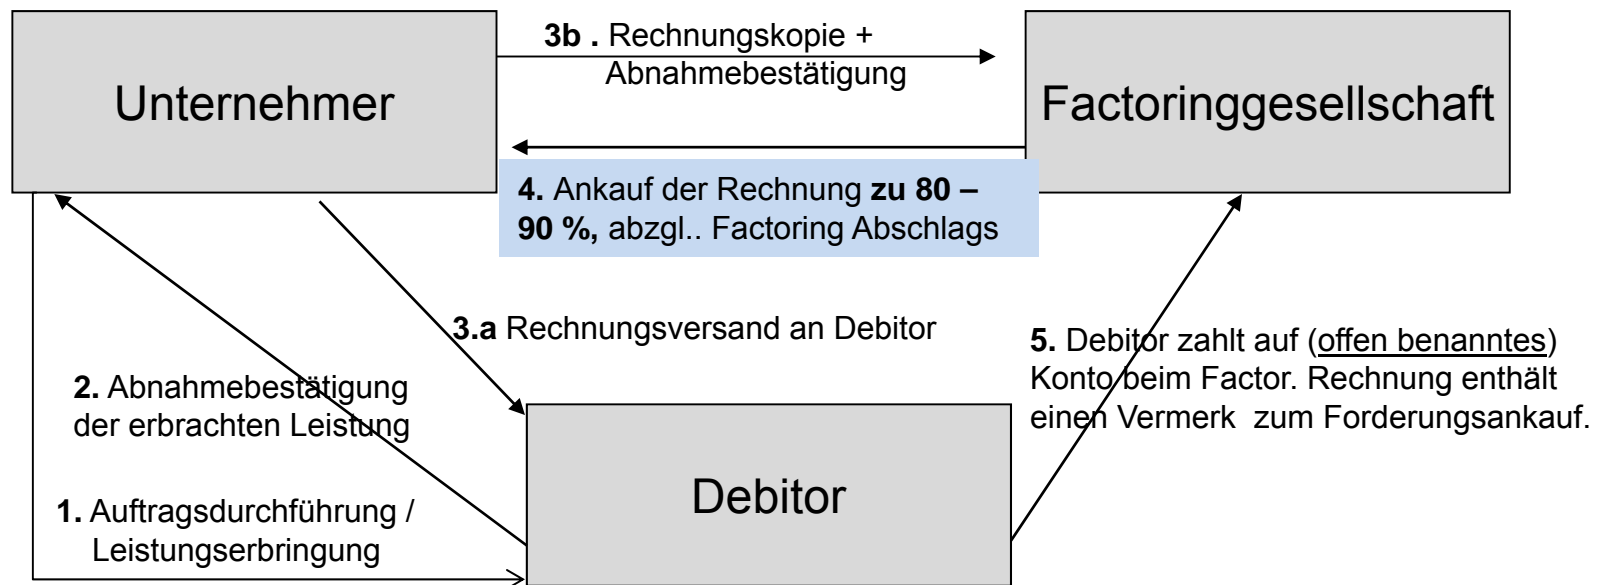 Unternehmer
3b . Rechnungskopie +
Abnahmebestätigung
Factoringgesellschaft
4. Ankauf der Rechnung zu 80 –
90 %, abzgl.. Factoring Abschlags
3.a Rechnungsversand an Debitor
5. Debitor zahlt auf (offen benanntes)
Konto beim Factor. Rechnung enthält
einen Vermerk  zum Forderungsankauf.
2. Abnahmebestätigung
der erbrachten Leistung
1. Auftragsdurchführung /
Leistungserbringung
Debitor